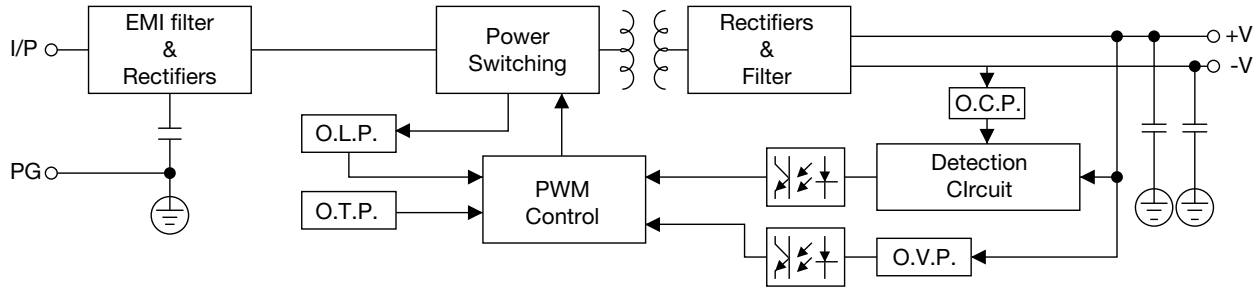 EMI filter
&
Rectifiers
I/P
Power
Switching
Rectifiers
&
Filter
+V
-V
O.C.P.
O.L.P.
Detection
CIrcuit
PG
PWM
Control
O.T.P.
O.V.P.